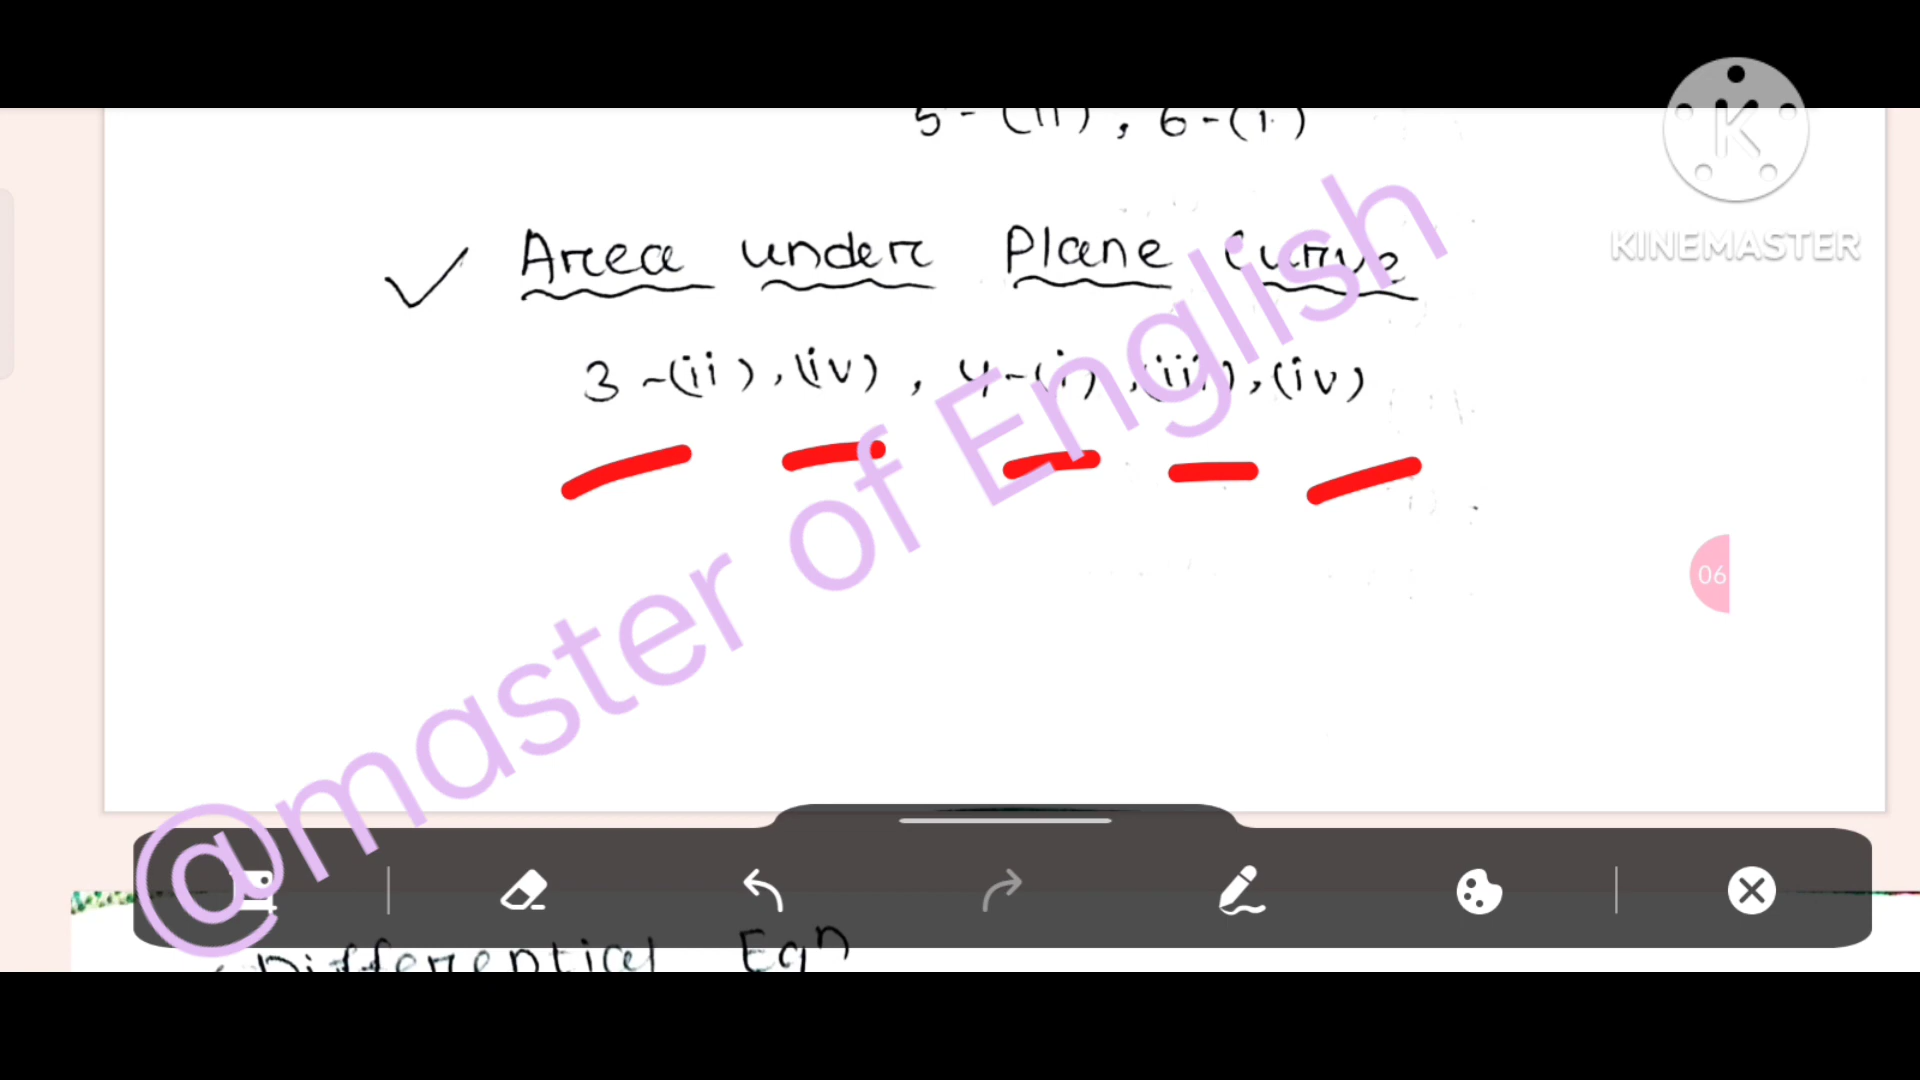 5-(ii), 6-(i)
KINEMASTER
✓ Area under Plane Curve
3-(ii), (iv), 4-(i), (iii), (iv)
@master of English
06
Differential Eqn